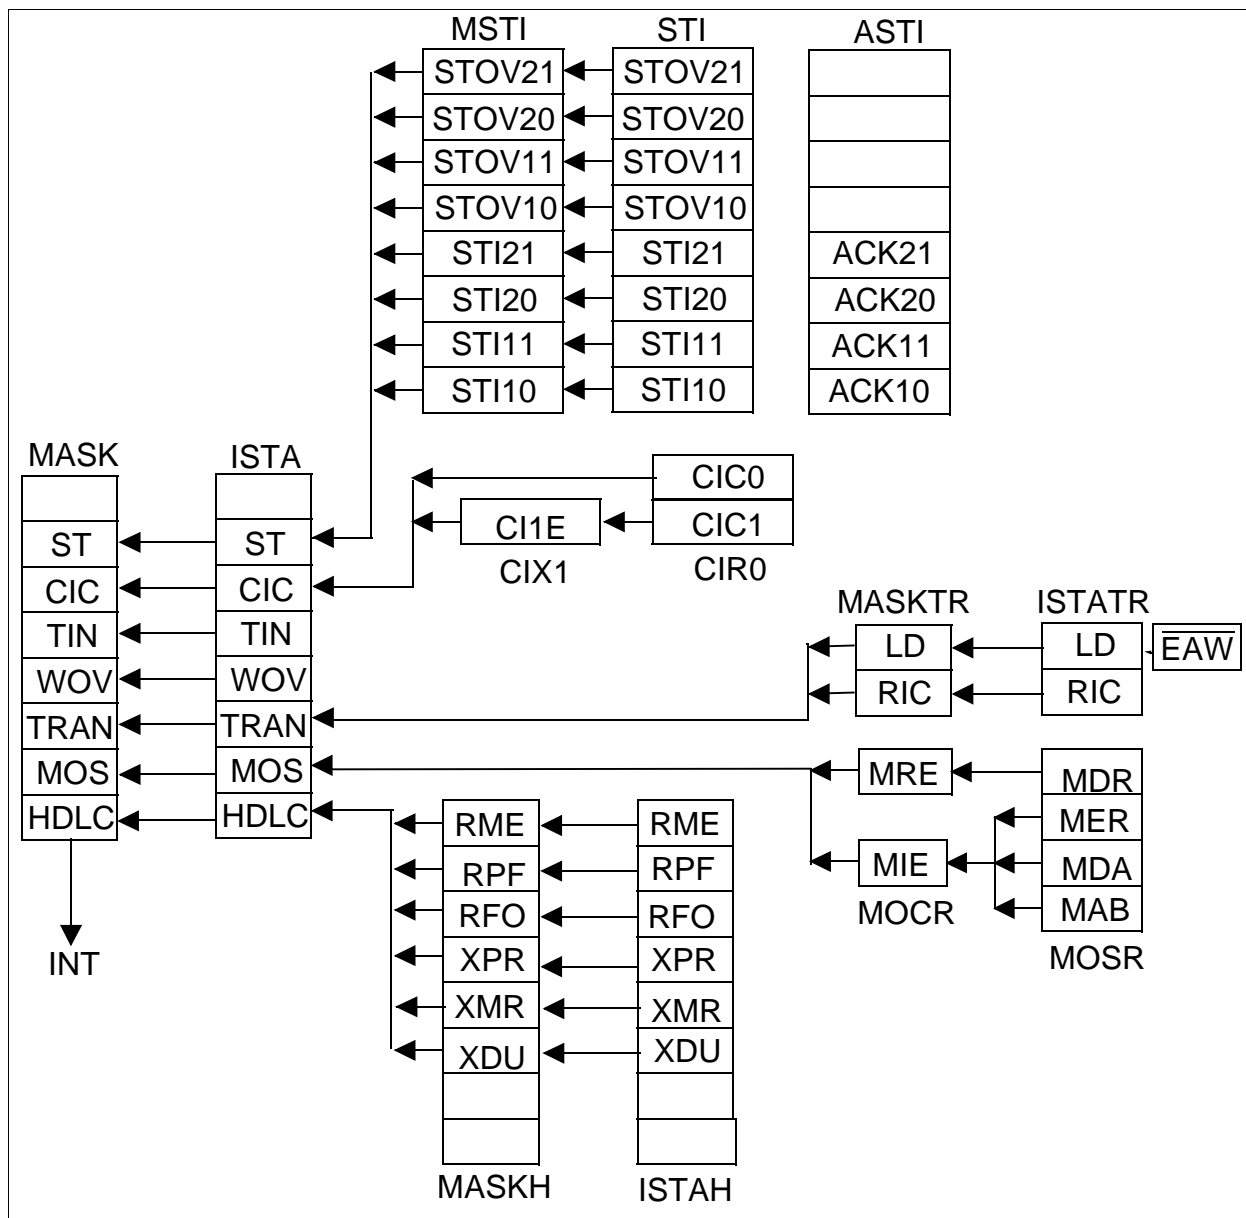 MSTI STI ASTI
STOV21 STOV21
STOV20 STOV20
STOV11 STOV11
STOV10 STOV10
STI21 STI21 ACK21
STI20 STI20 ACK20
STI11 STI11 ACK11
STI10 STI10 ACK10
MASK ISTA
CIC0
CI1E CIC1
CIX1 CIR0
ST ST
CIC CIC
TIN TIN
WOV WOV
TRAN TRAN
MOS MOS
HDLC HDLC
INT
MASKTR ISTATR
LD LD EAW
RIC RIC
MRE MDR
MER
MIE MDA
MAB
MOCR MOSR
RME RME
RPF RPF
RFO RFO
XPR XPR
XMR XMR
XDU XDU
MASKH ISTAH